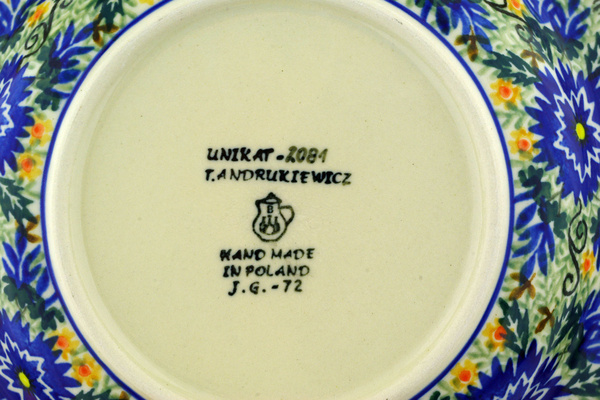 UNIKAT-2081
T.ANDRUKIEWICZ
B
HAND MADE
IN POLAND
J.G.-72